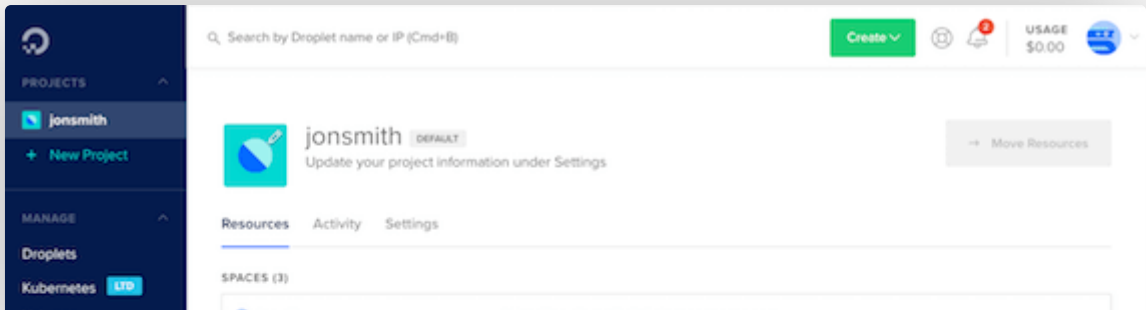 Search by Droplet name or IP (Cmd+B)
Create
2
USAGE
$0.00
PROJECTS
jonsmith
+ New Project
MANAGE
Droplets
Kubernetes LTD
jonsmith DEFAULT
Update your project information under Settings
→ Move Resources
Resources Activity Settings
SPACES (3)